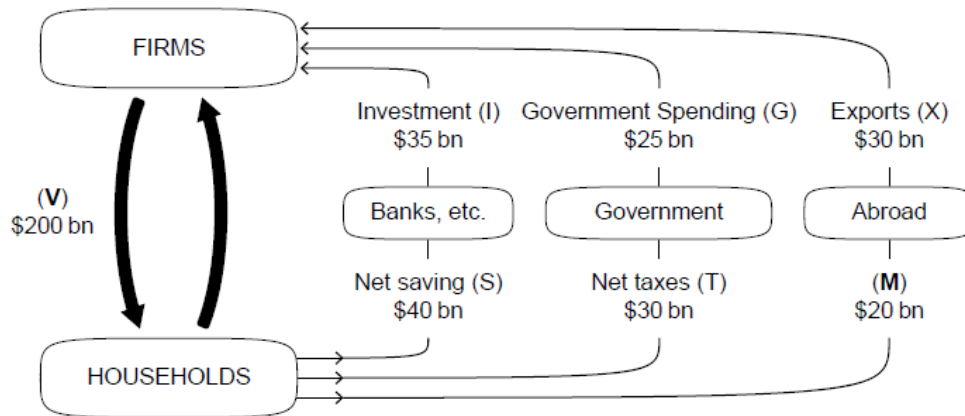 FIRMS
Investment (I)
$35 bn
Government Spending (G)
$25 bn
Exports (X)
$30 bn
(V)
$200 bn
Banks, etc.
Government
Abroad
Net saving (S)
$40 bn
Net taxes (T)
$30 bn
(M)
$20 bn
HOUSEHOLDS